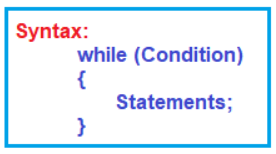 Syntax:
while (Condition)
{
Statements;
}